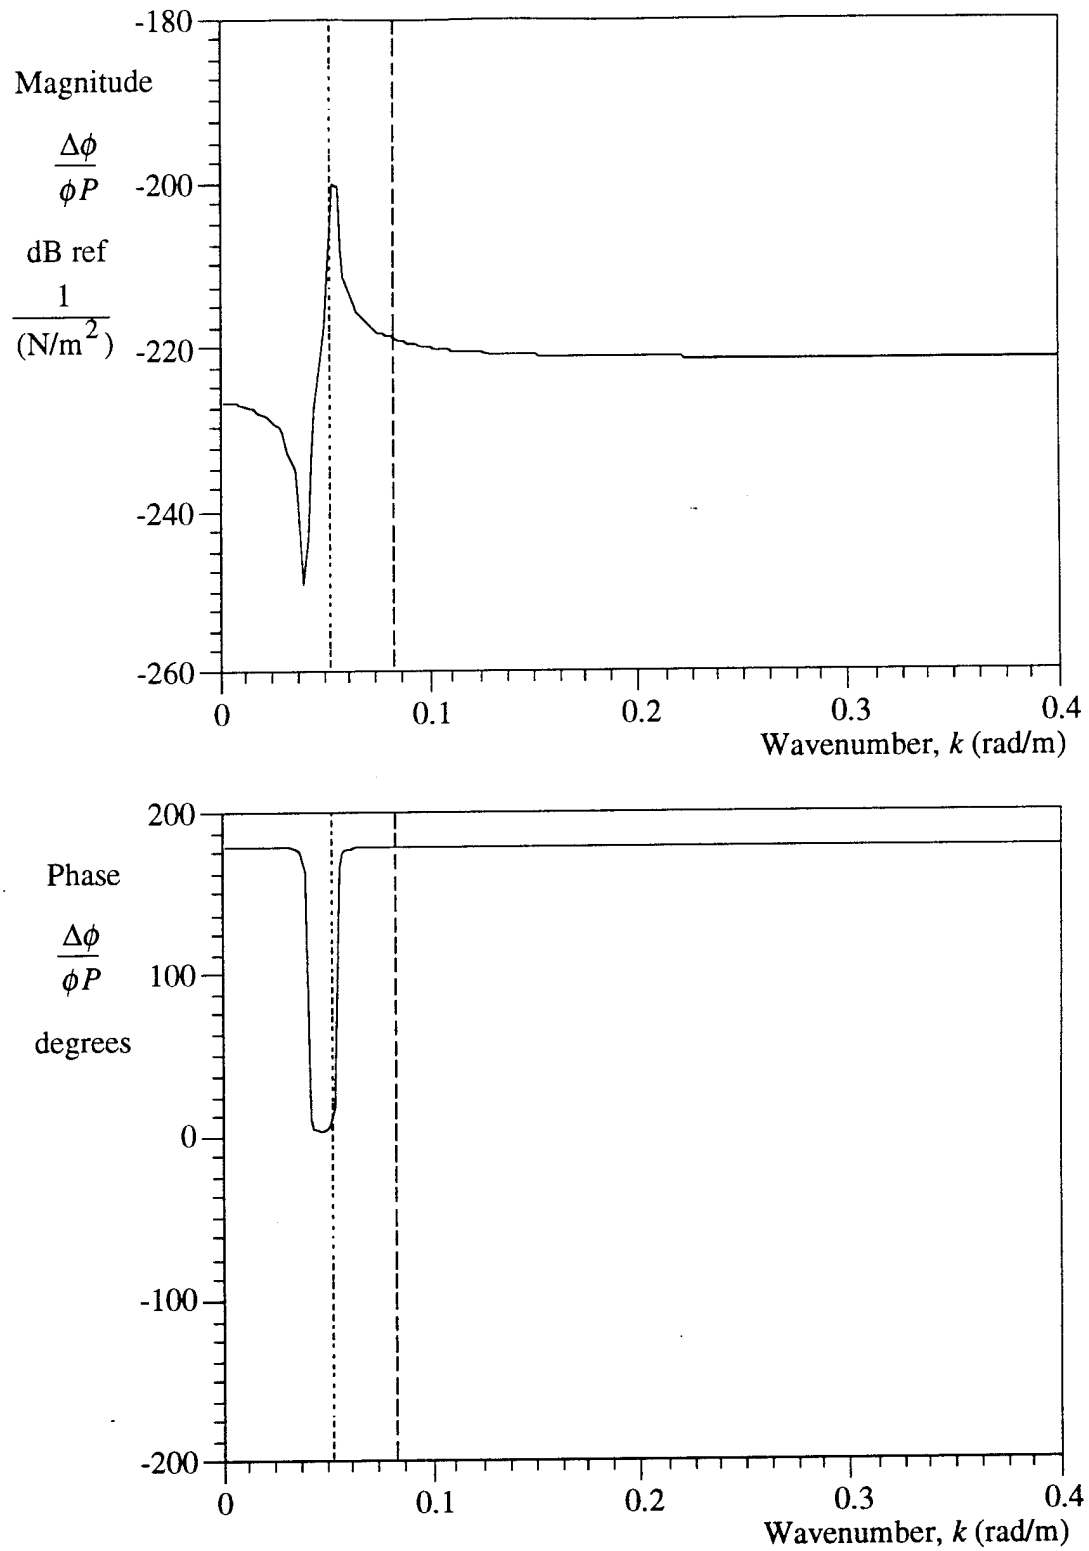 -180
Magnitude
Δϕ
ϕP
-200
dB ref
1
(N/m²)
-220
-240
-260
0 0.1 0.2 0.3 0.4
Wavenumber, k (rad/m)
200
Phase
Δϕ
ϕP
100
degrees
0
-100
-200
0 0.1 0.2 0.3 0.4
Wavenumber, k (rad/m)